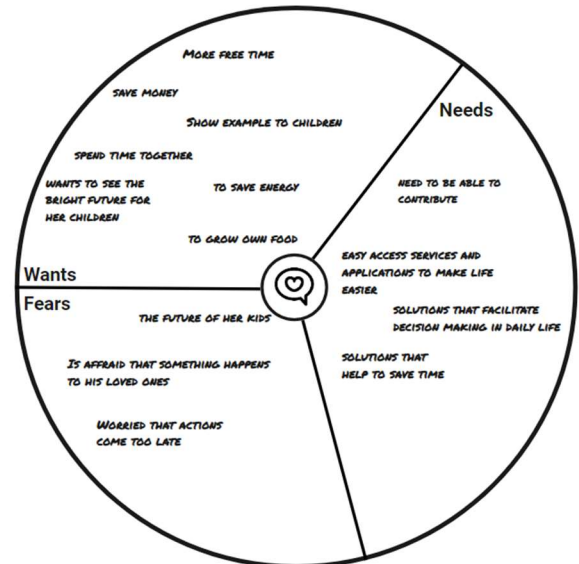 MORE FREE TIME
SAVE MONEY
SHOW EXAMPLE TO CHILDREN
SPEND TIME TOGETHER
WANTS TO SEE THE
BRIGHT FUTURE FOR
HER CHILDREN
TO SAVE ENERGY
TO GROW OWN FOOD
Wants
Needs
NEED TO BE ABLE TO
CONTRIBUTE
EASY ACCESS SERVICES AND
APPLICATIONS TO MAKE LIFE
EASIER
SOLUTIONS THAT FACILITATE
DECISION MAKING IN DAILY LIFE
SOLUTIONS THAT
HELP TO SAVE TIME
Fears
THE FUTURE OF HER KIDS
IS AFRAID THAT SOMETHING HAPPENS
TO HIS LOVED ONES
WORRIED THAT ACTIONS
COME TOO LATE